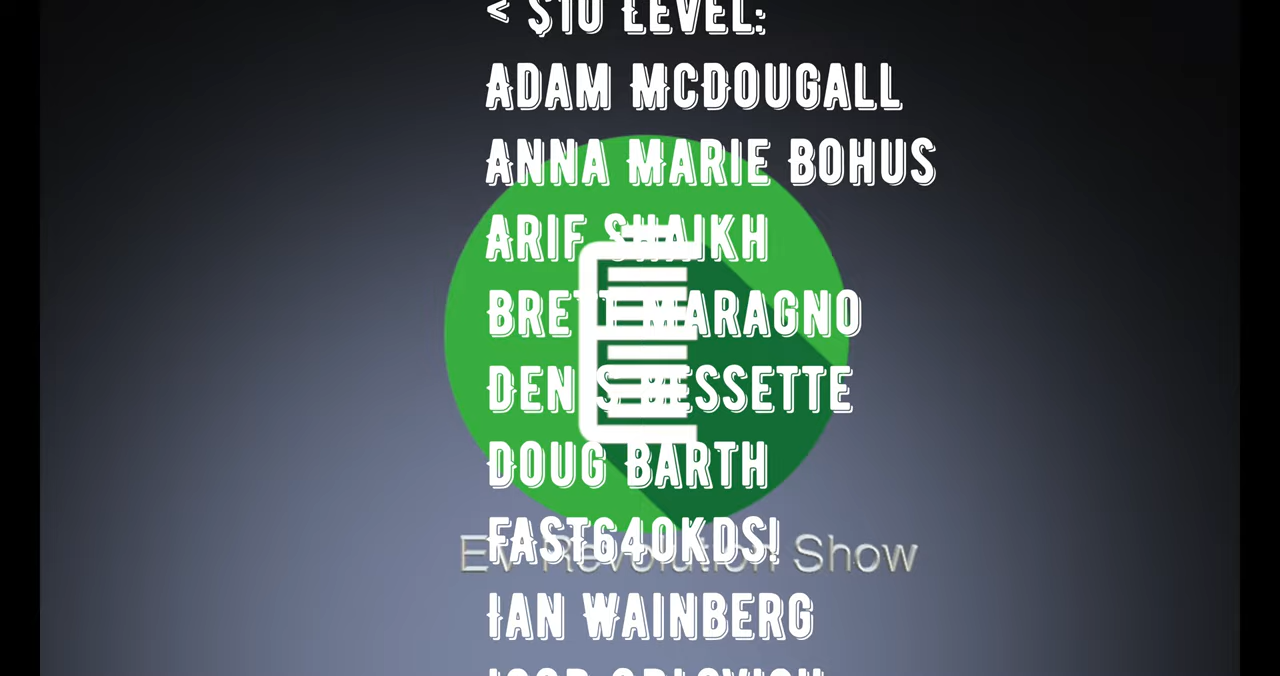 < $10 LEVEL:
ADAM MCDOUGALL
ANNA MARIE BOHUS
ARIF SHAIKH
BRETT MARAGNO
DENIS BESSETTE
DOUG BARTH
FAST640KDS!
EV Revolution Show
IAN WAINBERG